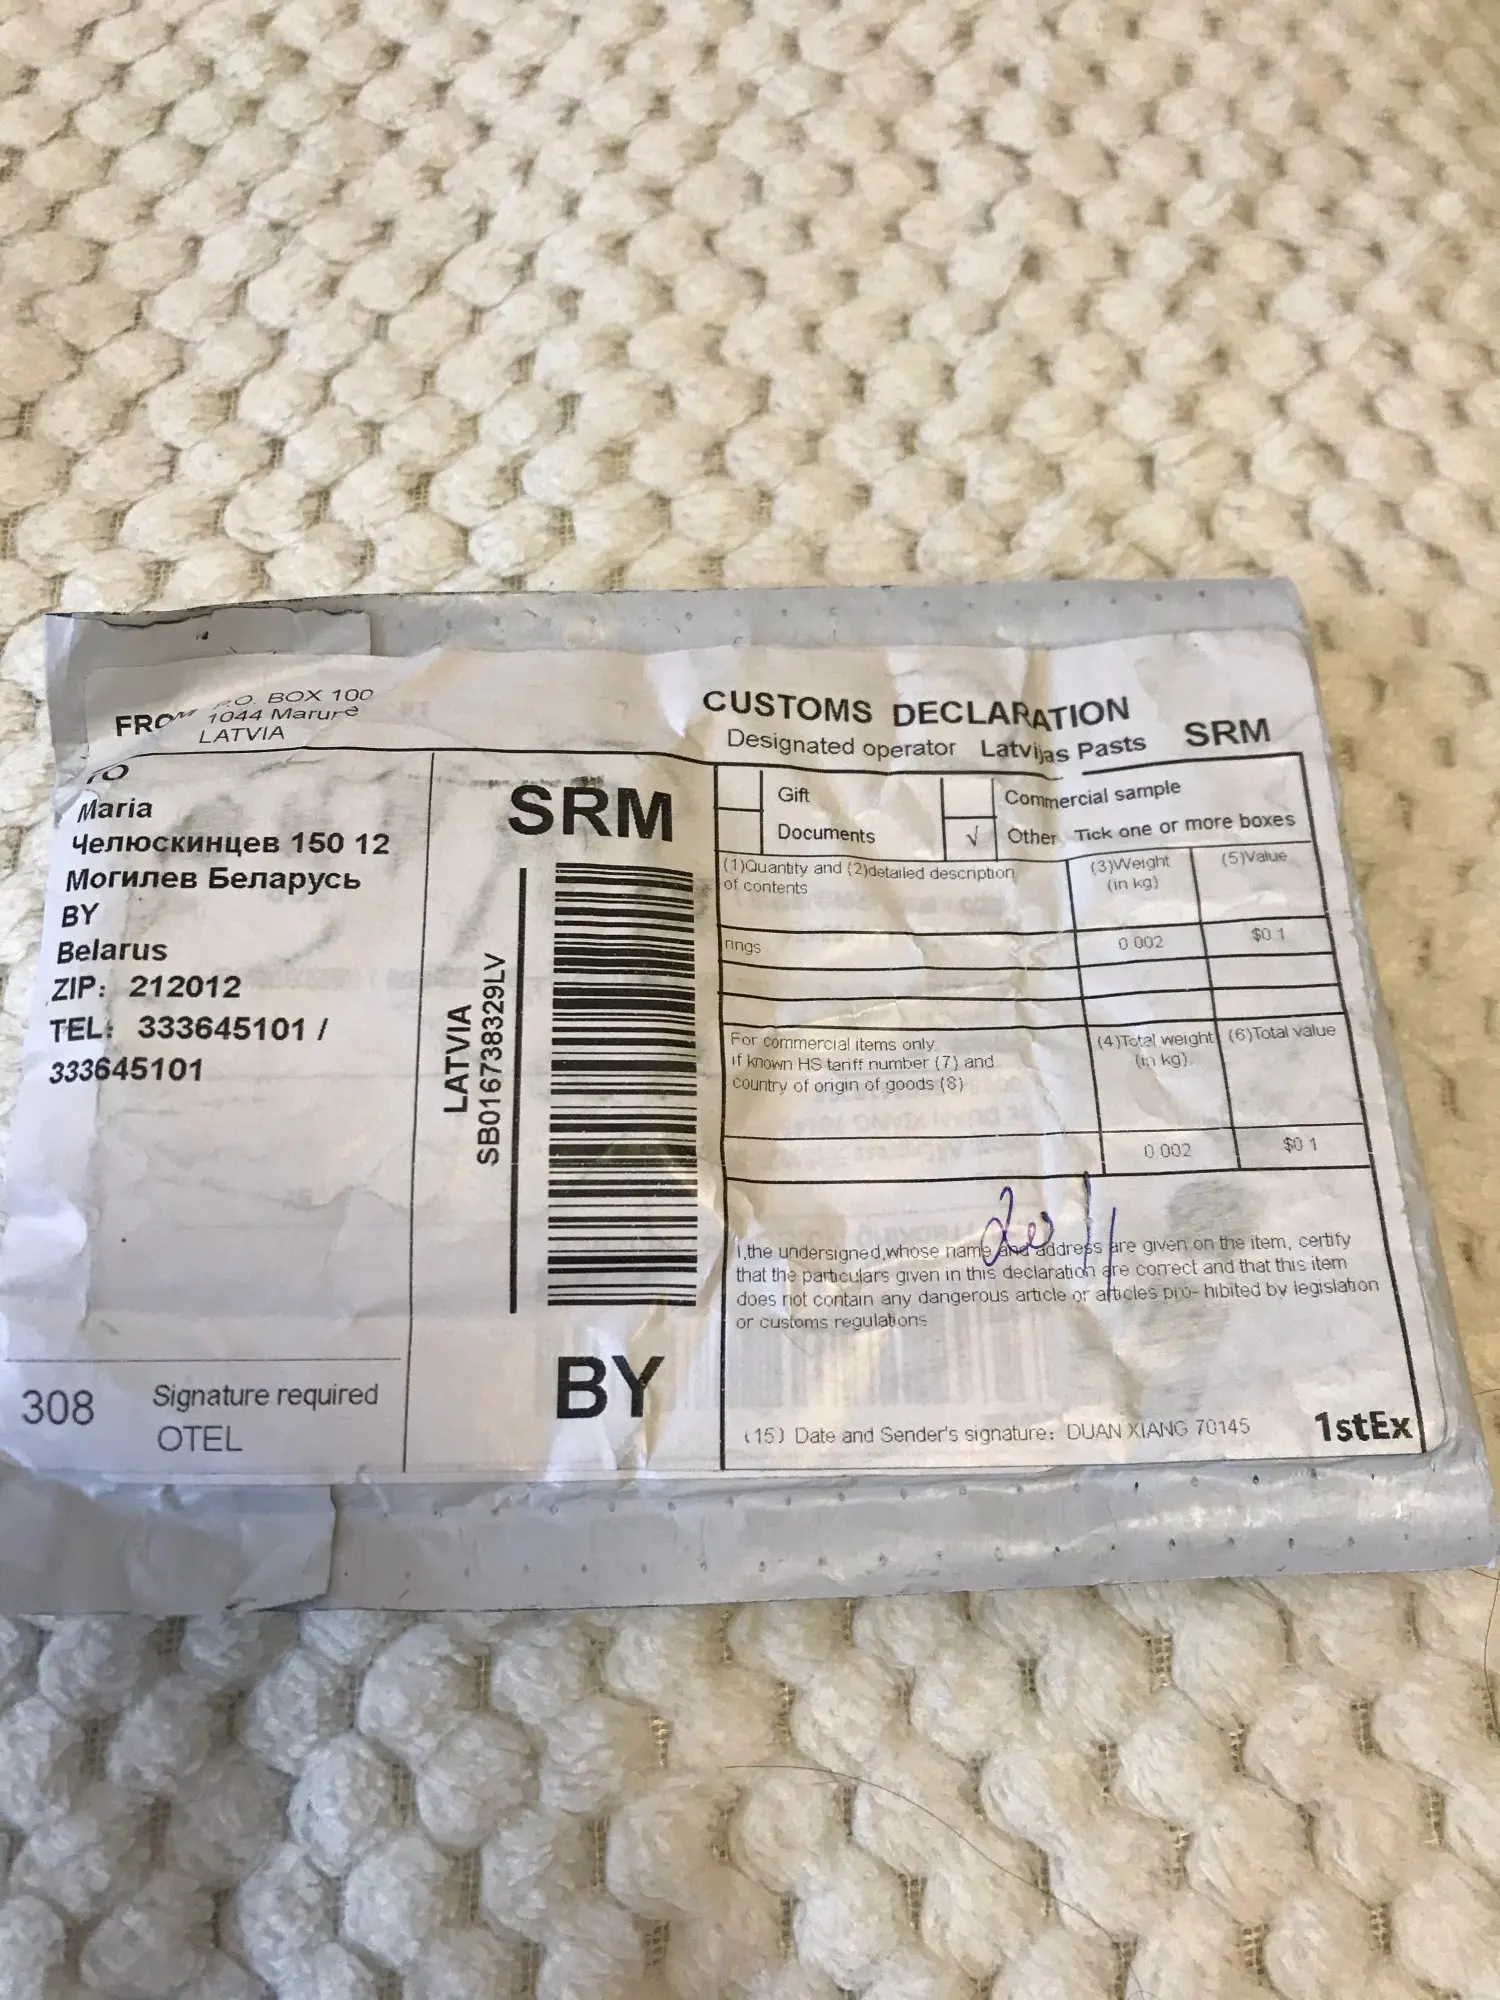 FROM
P.O. BOX 100
1044 Marupe
LATVIA
TO
Maria
Челюскинцев 150 12
Могилев Беларусь
BY
Belarus
ZIP: 212012
TEL: 333645101 /
333645101
308
Signature required
OTEL
SRM
LATVIA
SB016738329LV
BY
CUSTOMS DECLARATION
Designated operator Latvijas Pasts SRM
Gift
Commercial sample
Documents
√ Other Tick one or more boxes
(1)Quantity and (2)detailed description
of contents
(3)Weight
(in kg)
(5)Value
rings
0 002
$0 1
For commercial items only
if known HS tariff number (7) and
country of origin of goods (8)
(4)Total weight
(in kg)
(6)Total value
0 002
$0 1
I,the undersigned,whose name and address are given on the item, certify
that the particulars given in this declaration are correct and that this item
does not contain any dangerous article or articles pro- hibited by legislation
or customs regulations
(15) Date and Sender's signature: DUAN XIANG 70145
1stEx